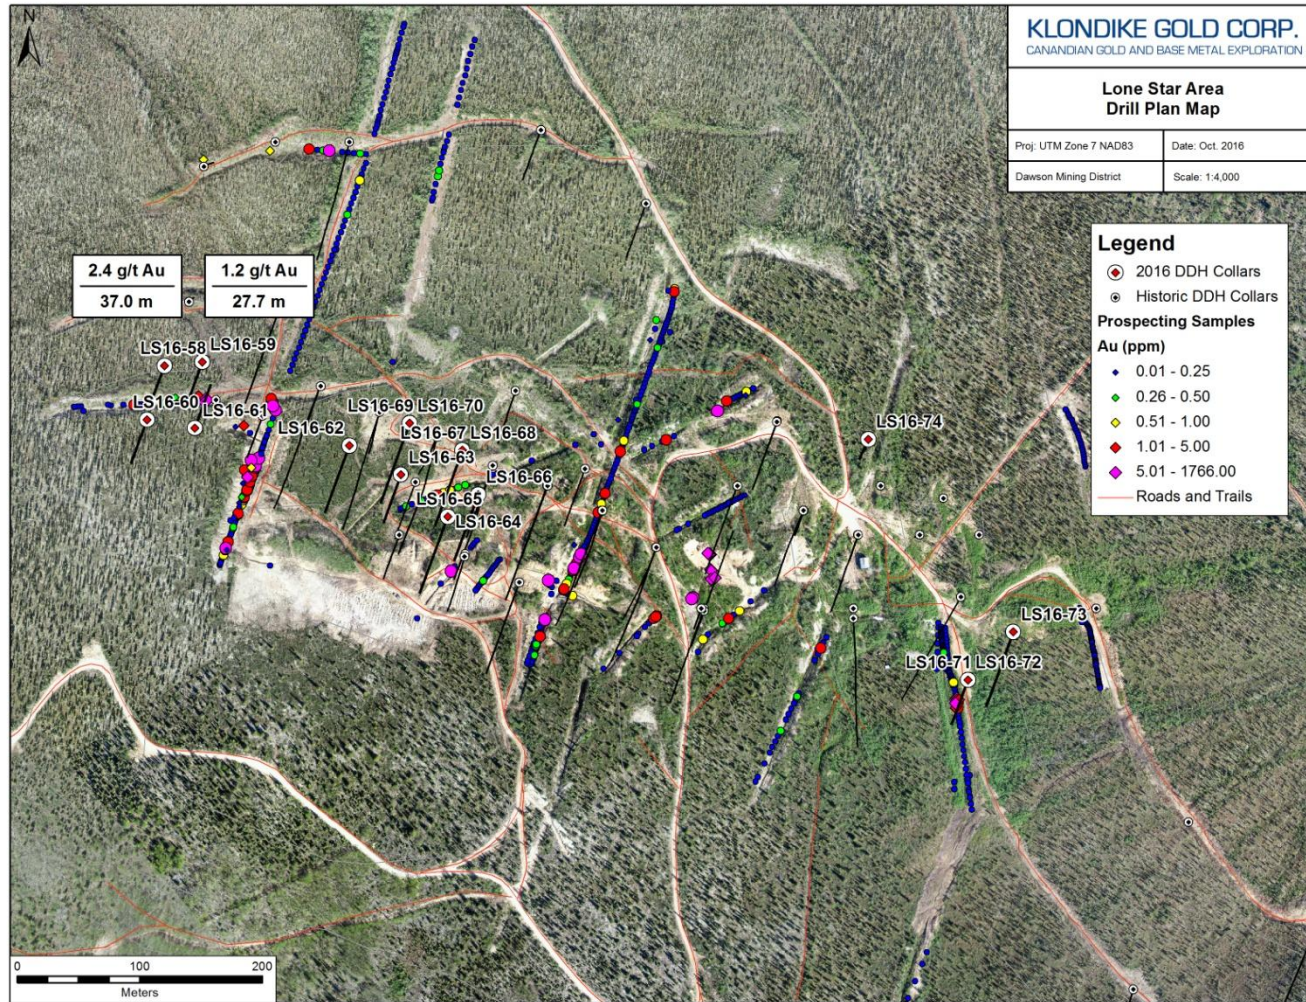 N
KLONDIKE GOLD CORP.
CANANDIAN GOLD AND BASE METAL EXPLORATION
Lone Star Area
Drill Plan Map
Proj: UTM Zone 7 NAD83
Date: Oct. 2016
Dawson Mining District
Scale: 1:4,000
Legend
2016 DDH Collars
Historic DDH Collars
Prospecting Samples
Au (ppm)
0.01 - 0.25
0.26 - 0.50
0.51 - 1.00
1.01 - 5.00
5.01 - 1766.00
Roads and Trails
2.4 g/t Au
37.0 m
1.2 g/t Au
27.7 m
LS16-58
LS16-59
LS16-60
LS16-61
LS16-62
LS16-69
LS16-70
LS16-67
LS16-68
LS16-63
LS16-66
LS16-65
LS16-64
LS16-74
LS16-73
LS16-71
LS16-72
0 100 200
Meters